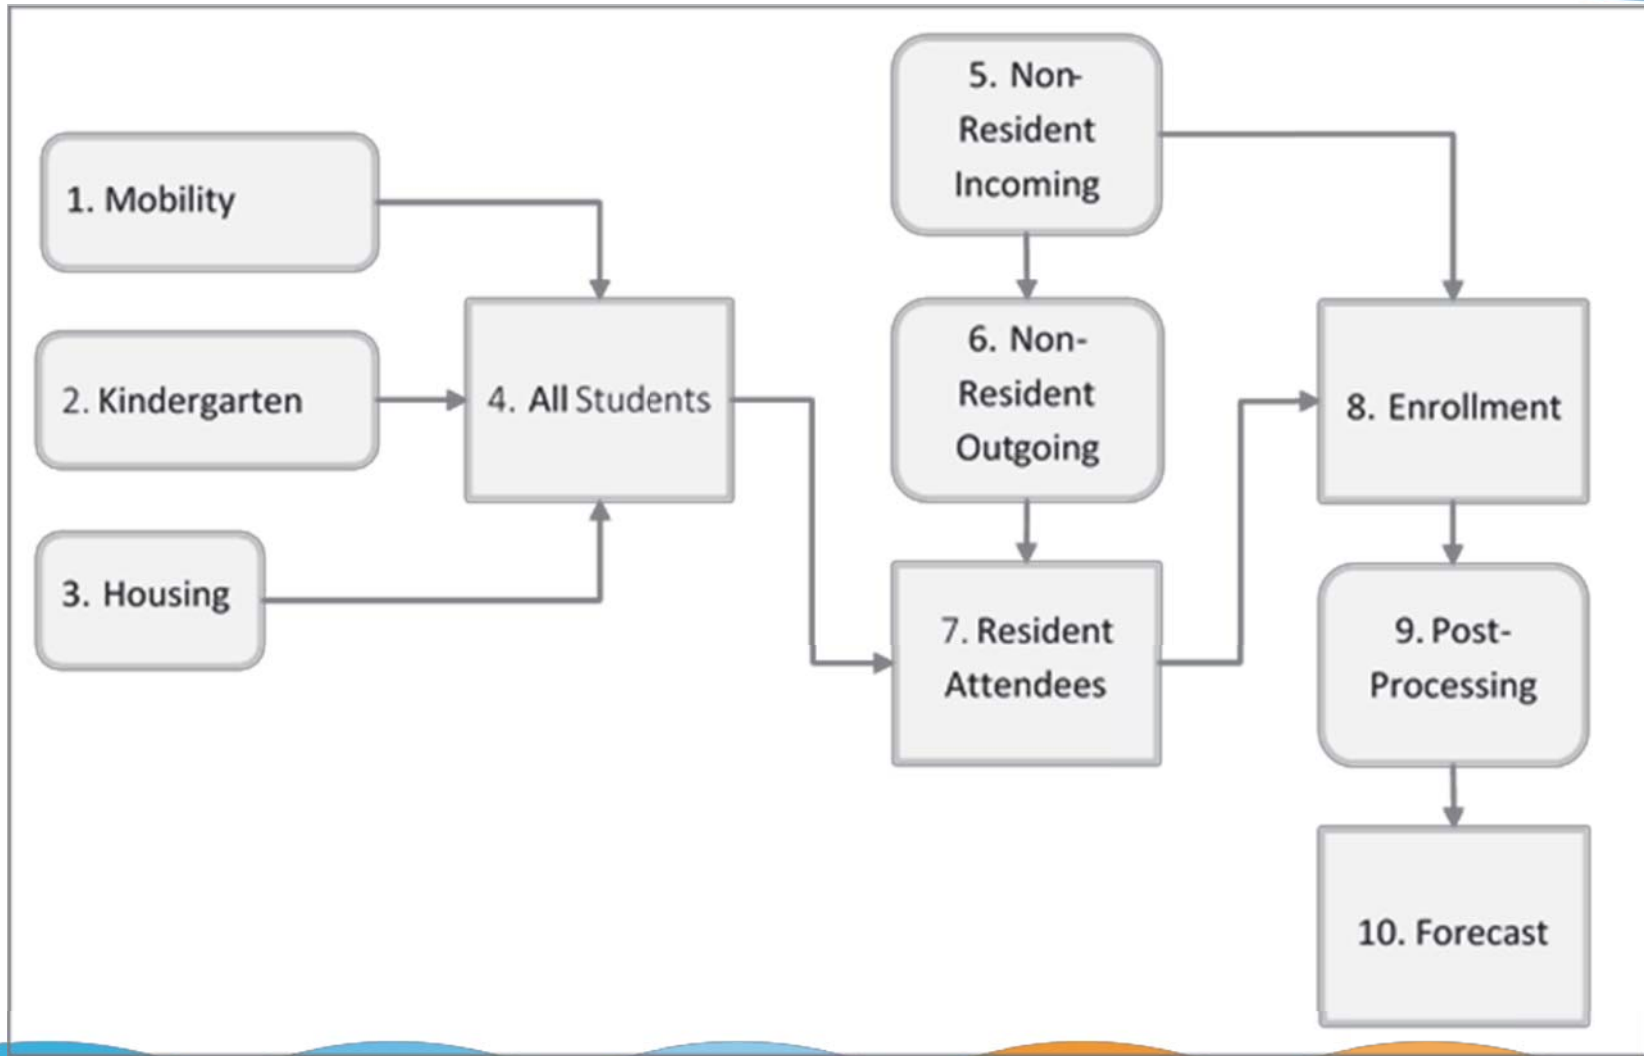 1. Mobility
2. Kindergarten
3. Housing
4. All Students
5. Non-
Resident
Incoming
6. Non-
Resident
Outgoing
7. Resident
Attendees
8. Enrollment
9. Post-
Processing
10. Forecast